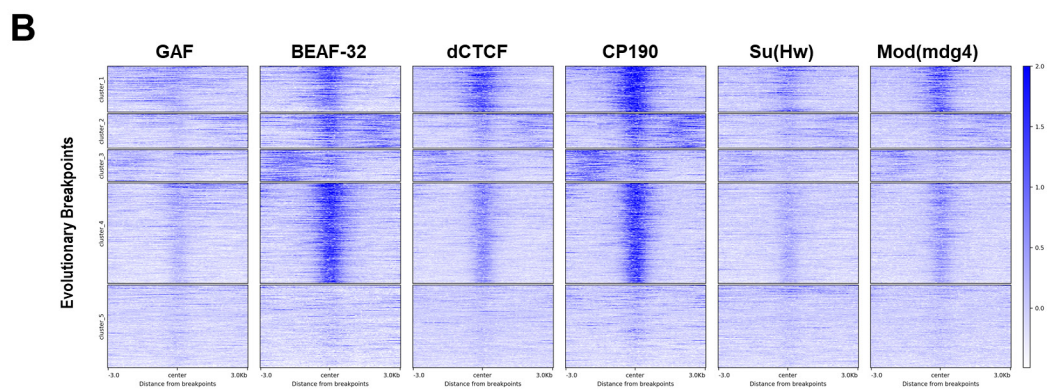 B
GAF BEAF-32 dCTCF CP190 Su(Hw) Mod(mdg4)
Evolutionary Breakpoints
cluster_1
cluster_2
cluster_3
cluster_4
cluster_5
2.0
1.5
1.0
0.5
0.0
-3.0 center 3.0Kb -3.0 center 3.0Kb -3.0 center 3.0Kb -3.0 center 3.0Kb -3.0 center 3.0Kb -3.0 center 3.0Kb
Distance from breakpoints Distance from breakpoints Distance from breakpoints Distance from breakpoints Distance from breakpoints Distance from breakpoints